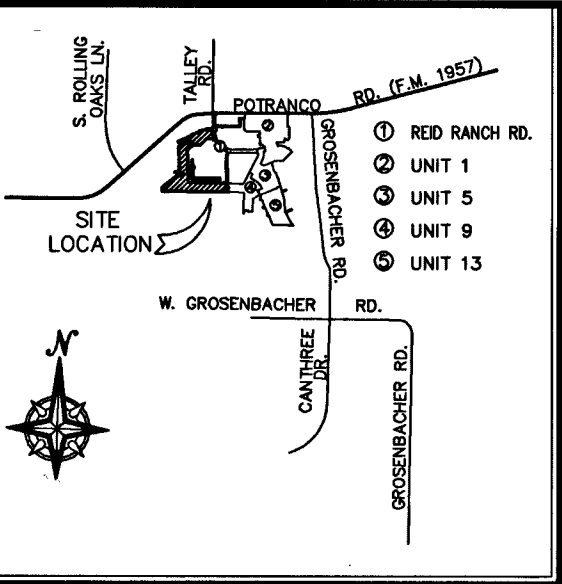 S. ROLLING
OAKS LN.
TALLEY
RD.
POTRANCO
RD. (F.M. 1957)
GROSENBACHER RD.
① REID RANCH RD.
② UNIT 1
③ UNIT 5
④ UNIT 9
⑤ UNIT 13
SITE
LOCATION
W. GROSENBACHER RD.
CANTHREE
DR.
GROSENBACHER RD.
N